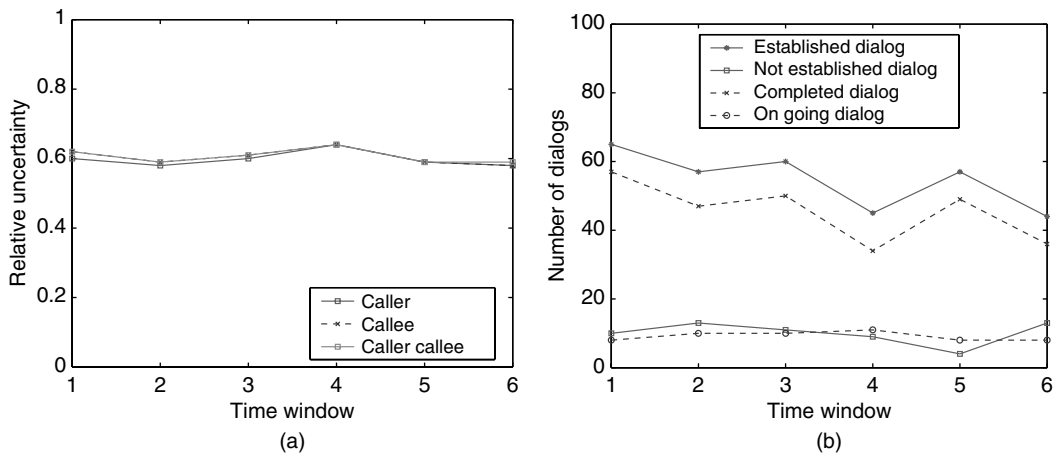 1
0.8
0.6
0.4
0.2
0
Relative uncertainty
Caller
Callee
Caller callee
1 2 3 4 5 6
Time window
(a)
100
80
60
40
20
0
Number of dialogs
Established dialog
Not established dialog
Completed dialog
On going dialog
1 2 3 4 5 6
Time window
(b)